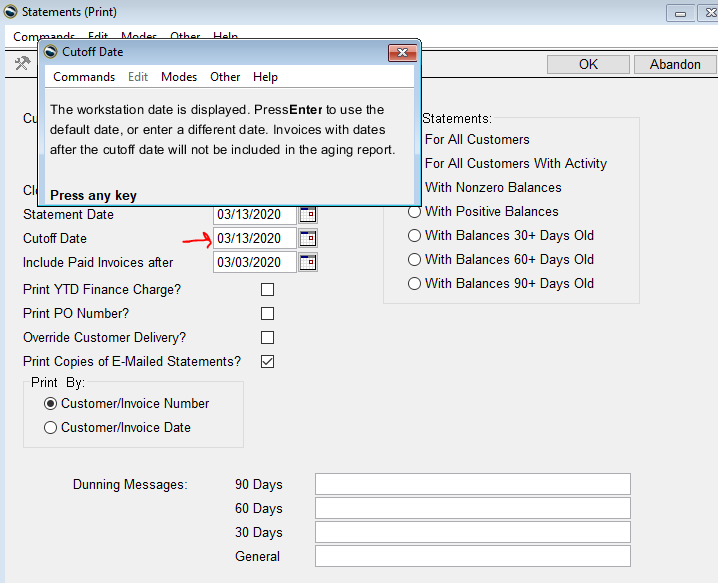 Statements (Print)
Commands Edit Modes Other Help
Cutoff Date
Commands Edit Modes Other Help
OK Abandon
The workstation date is displayed. PressEnter to use the
default date, or enter a different date. Invoices with dates
after the cutoff date will not be included in the aging report.
Press any key
Statements:
For All Customers
For All Customers With Activity
With Nonzero Balances
With Positive Balances
With Balances 30+ Days Old
With Balances 60+ Days Old
With Balances 90+ Days Old
Cu
Clo
Statement Date 03/13/2020
Cutoff Date 03/13/2020
Include Paid Invoices after 03/03/2020
Print YTD Finance Charge?
Print PO Number?
Override Customer Delivery?
Print Copies of E-Mailed Statements?
Print By:
Customer/Invoice Number
Customer/Invoice Date
Dunning Messages: 90 Days
60 Days
30 Days
General